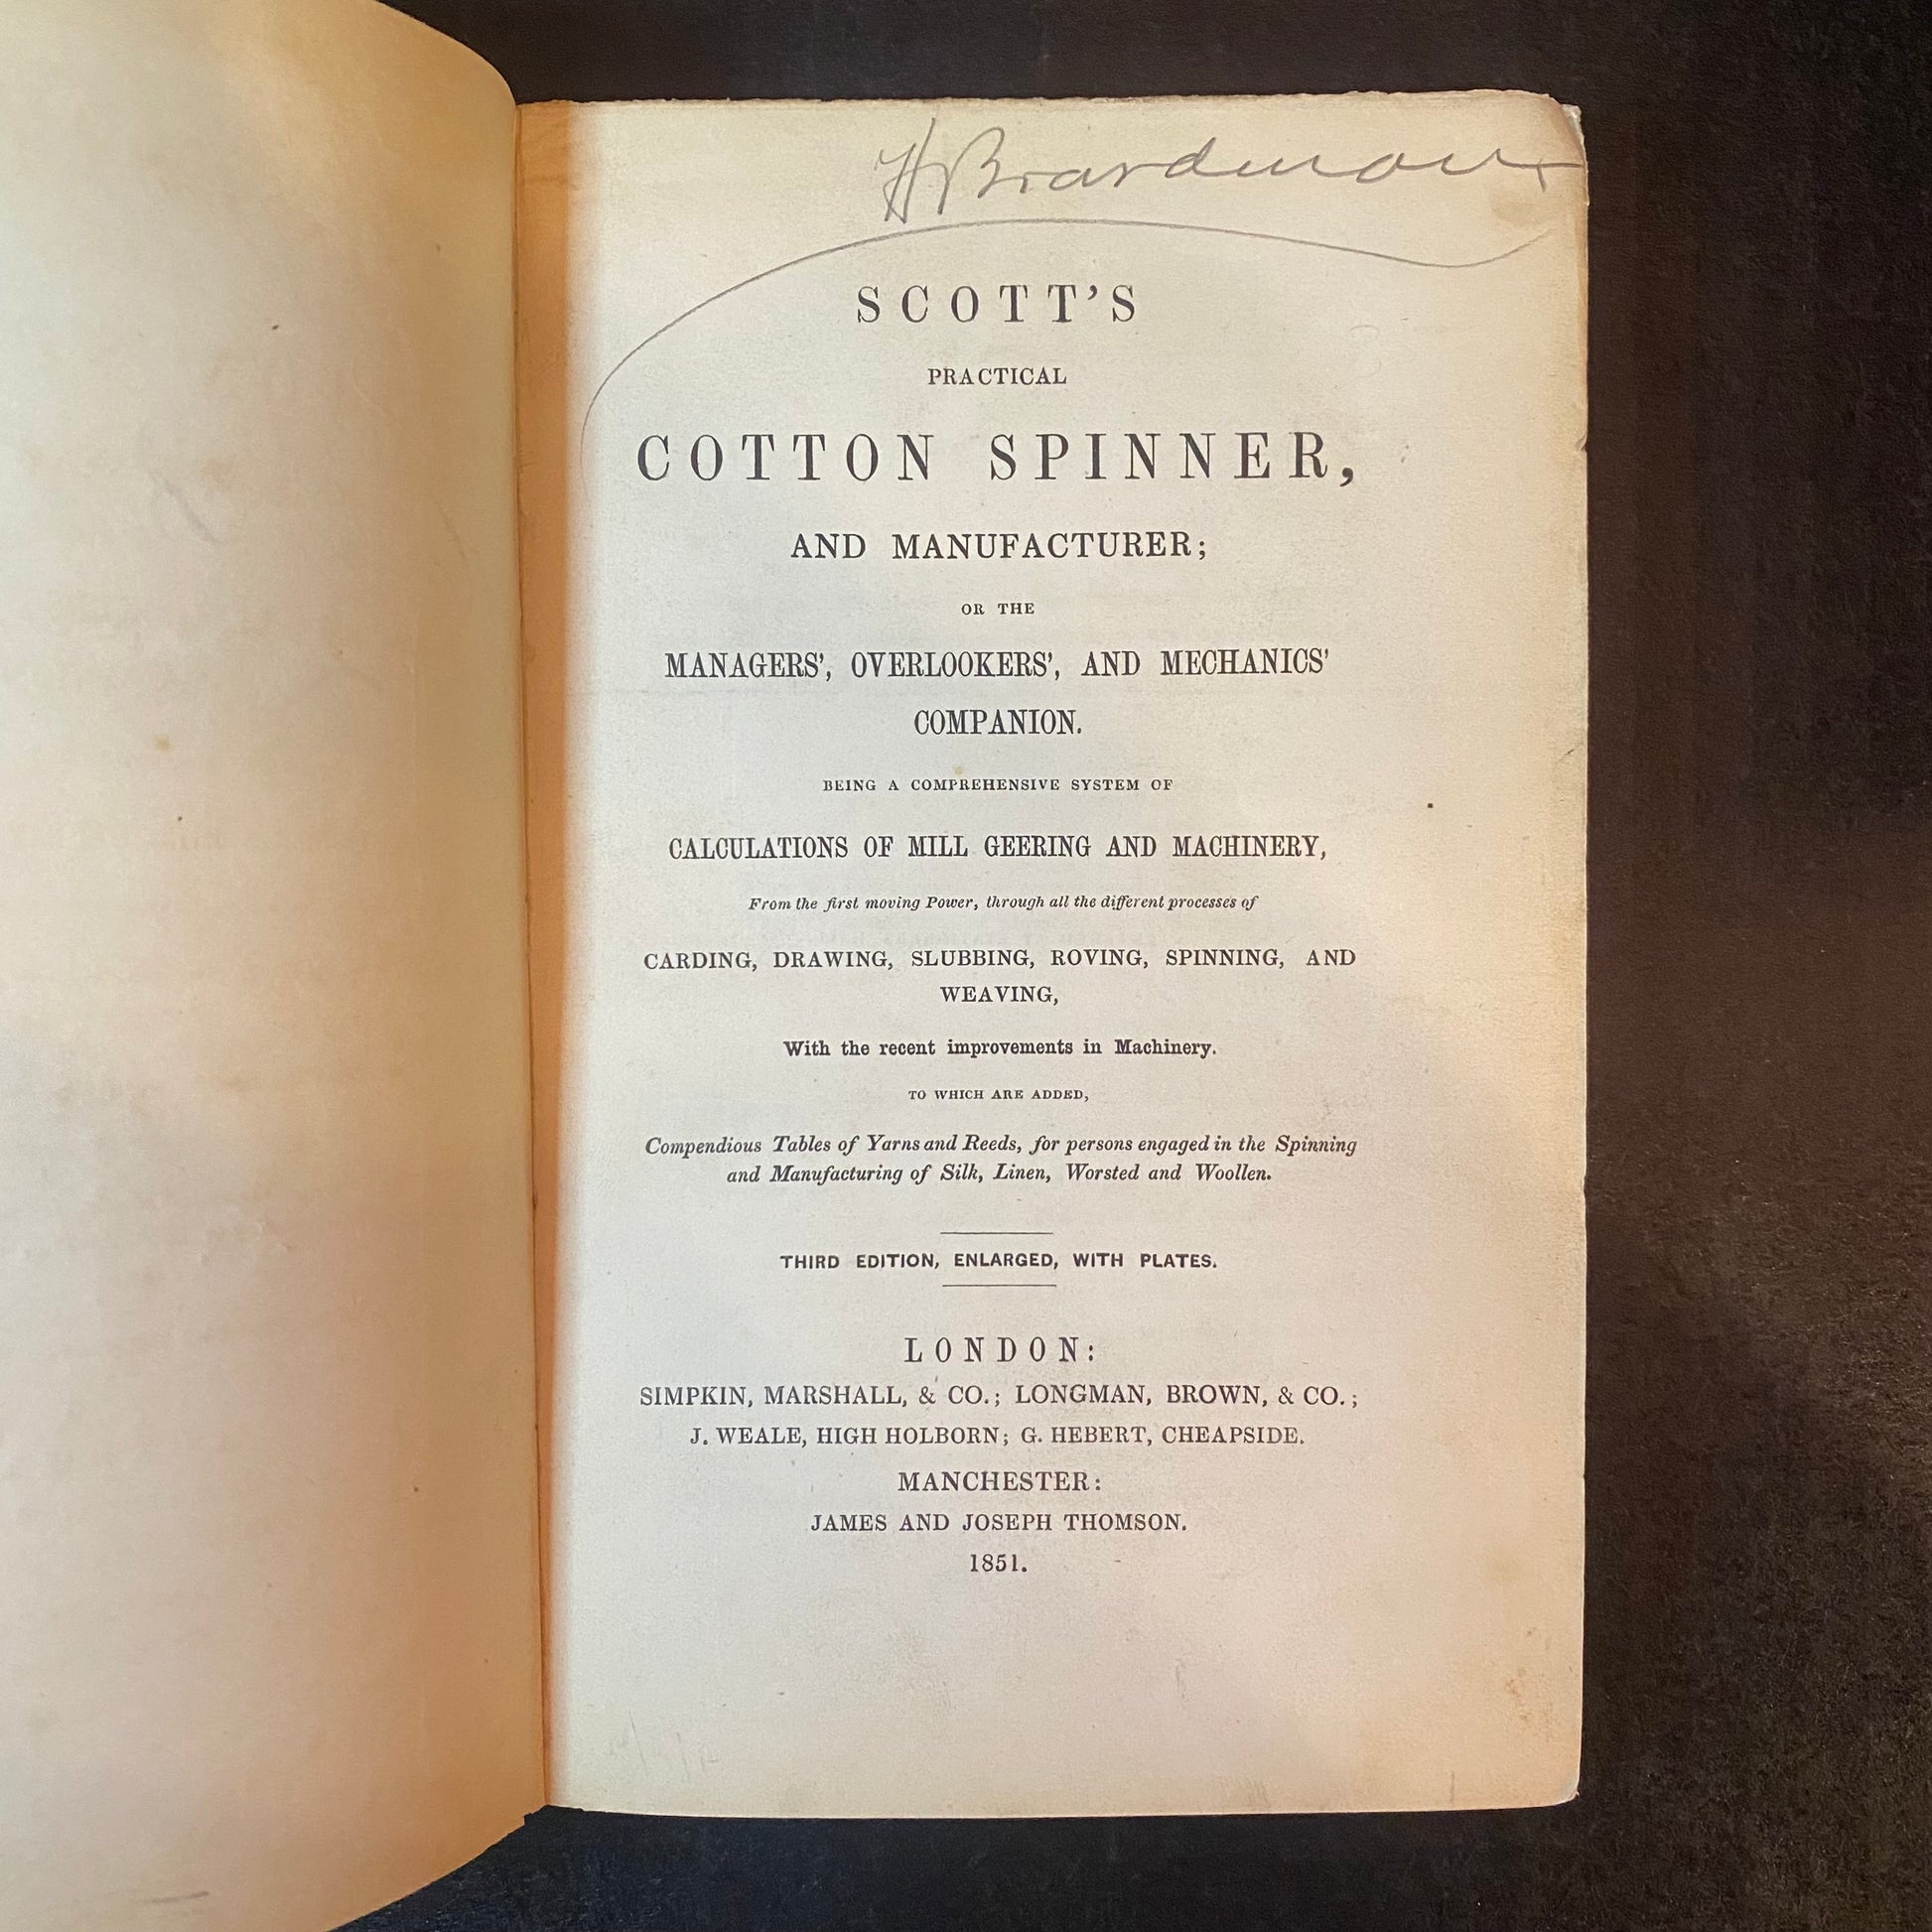 H Boardman
SCOTT'S
PRACTICAL
COTTON SPINNER,
AND MANUFACTURER;
OR THE
MANAGERS', OVERLOOKERS', AND MECHANICS'
COMPANION.
BEING A COMPREHENSIVE SYSTEM OF
CALCULATIONS OF MILL GEERING AND MACHINERY,
From the first moving Power, through all the different processes of
CARDING, DRAWING, SLUBBING, ROVING, SPINNING, AND
WEAVING,
With the recent improvements in Machinery.
TO WHICH ARE ADDED,
Compendious Tables of Yarns and Reeds, for persons engaged in the Spinning
and Manufacturing of Silk, Linen, Worsted and Woollen.
THIRD EDITION, ENLARGED, WITH PLATES.
LONDON:
SIMPKIN, MARSHALL, & CO.; LONGMAN, BROWN, & CO.;
J. WEALE, HIGH HOLBORN; G. HEBERT, CHEAPSIDE.
MANCHESTER:
JAMES AND JOSEPH THOMSON.
1851.